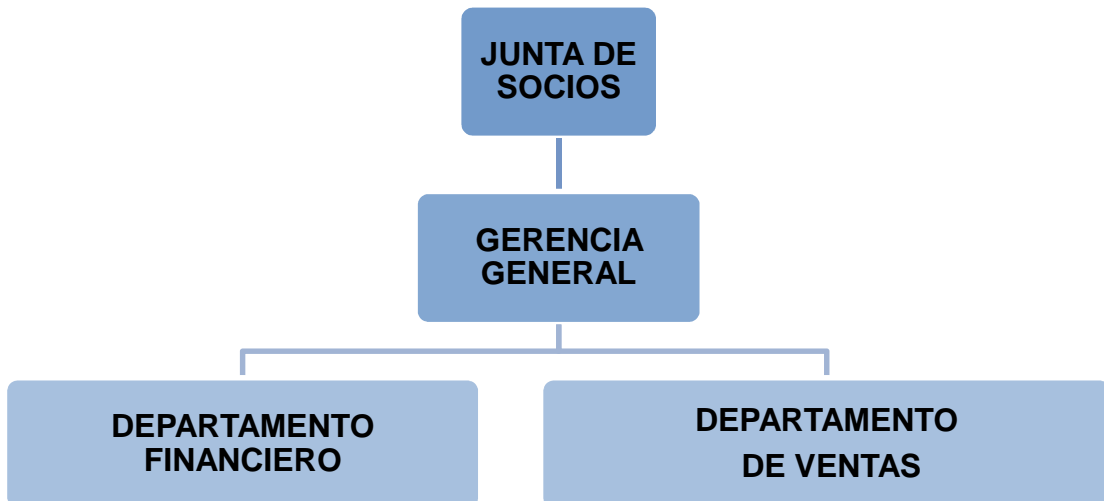 JUNTA DE
SOCIOS
GERENCIA
GENERAL
DEPARTAMENTO
FINANCIERO
DEPARTAMENTO
DE VENTAS